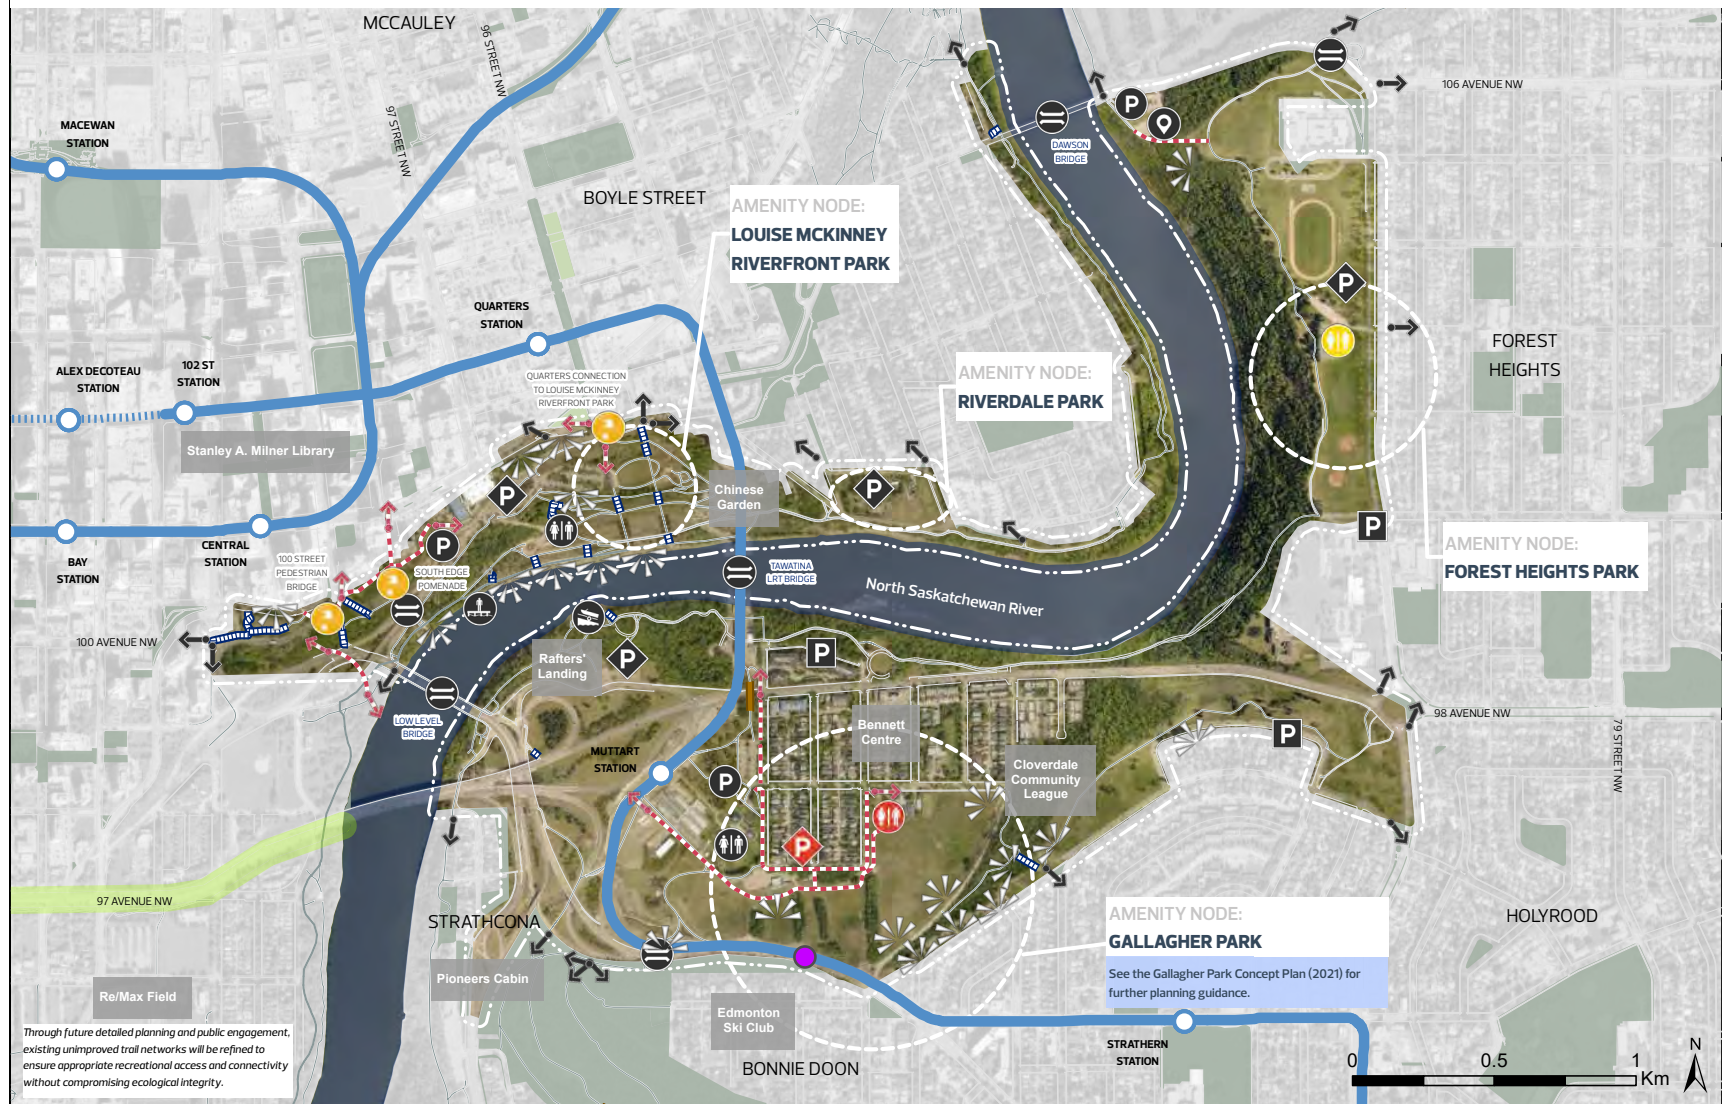 MCCAULEY
96 STREET NW
97 STREET NW
MACEWAN
STATION
106 AVENUE NW
P
DAWSON
BRIDGE
BOYLE STREET
AMENITY NODE:
LOUISE MCKINNEY
RIVERFRONT PARK
P
QUARTERS
STATION
FOREST
HEIGHTS
ALEX DECOTEAU
STATION
102 ST
STATION
QUARTERS CONNECTION
TO LOUISE MCKINNEY
RIVERFRONT PARK
AMENITY NODE:
RIVERDALE PARK
Stanley A. Milner Library
P
Chinese
Garden
P
P
BAY
STATION
CENTRAL
STATION
P
100 STREET
PEDESTRIAN
BRIDGE
SOUTH EDGE
POMENADE
TAWATINA
LRT BRIDGE
North Saskatchewan River
AMENITY NODE:
FOREST HEIGHTS PARK
100 AVENUE NW
Rafters'
Landing
P
P
LOW LEVEL
BRIDGE
Bennett
Centre
98 AVENUE NW
79 STREET NW
P
MUTTART
STATION
P
Cloverdale
Community
League
P
97 AVENUE NW
STRATHCONA
HOLYROOD
AMENITY NODE:
GALLAGHER PARK
See the Gallagher Park Concept Plan (2021) for
further planning guidance.
Pioneers Cabin
Re/Max Field
Edmonton
Ski Club
Through future detailed planning and public engagement,
existing unimproved trail networks will be refined to
ensure appropriate recreational access and connectivity
without compromising ecological integrity.
BONNIE DOON
STRATHERN
STATION
0 0.5 1
Km
N